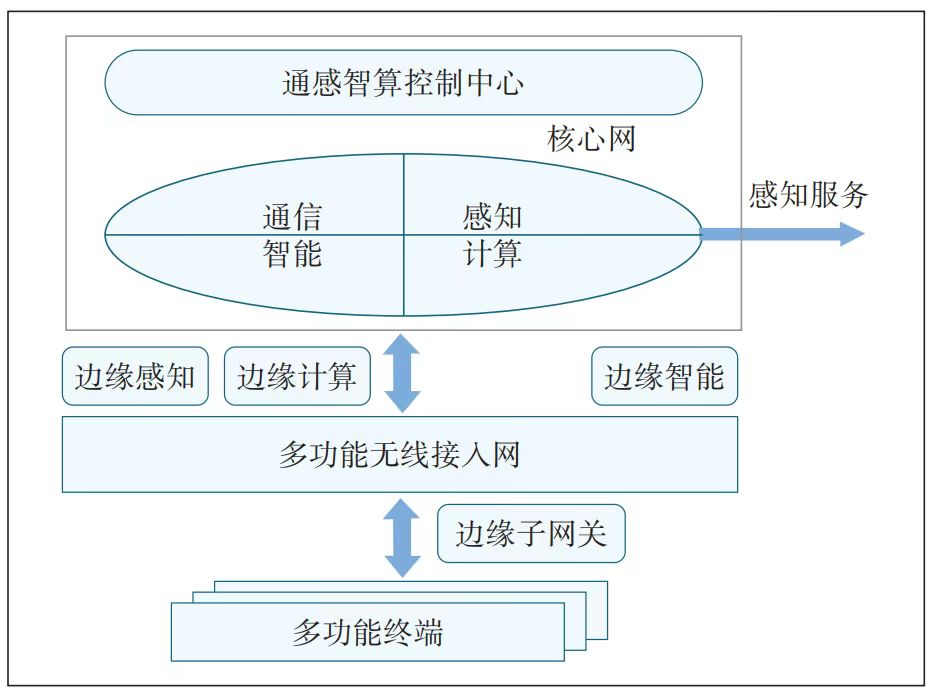 通感智算控制中心
核心网
感知服务
通信
感知
智能
计算
边缘感知
边缘计算
边缘智能
多功能无线接入网
边缘子网关
多功能终端